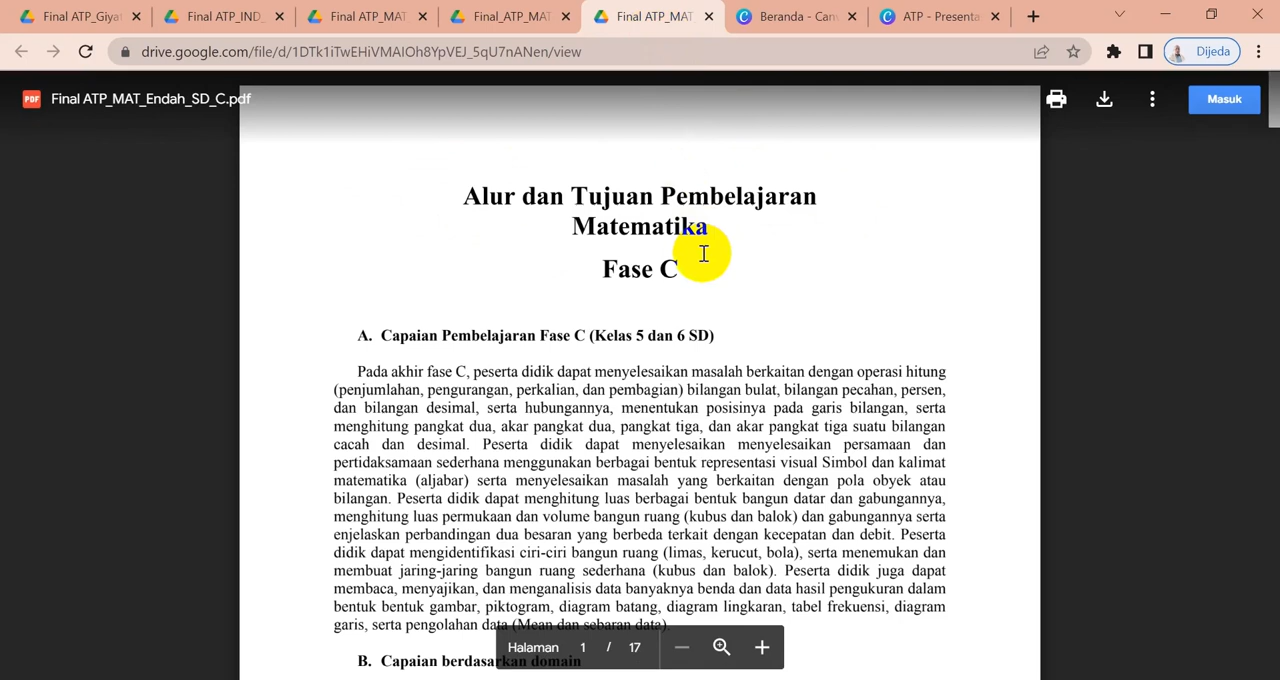 Final ATP_Giya
Final ATP_IND_
Final ATP_MAT
Final_ATP_MAT
Final ATP_MAT
Beranda - Can
ATP - Presenta
drive.google.com/file/d/1DTk1iTwEHiVMAIOh8YpVEJ_5qU7nANen/view
Dijeda
PDF
Final ATP_MAT_Endah_SD_C.pdf
Masuk
Alur dan Tujuan Pembelajaran
Matematika
Fase C
A. Capaian Pembelajaran Fase C (Kelas 5 dan 6 SD)
Pada akhir fase C, peserta didik dapat menyelesaikan masalah berkaitan dengan operasi hitung
(penjumlahan, pengurangan, perkalian, dan pembagian) bilangan bulat, bilangan pecahan, persen,
dan bilangan desimal, serta hubungannya, menentukan posisinya pada garis bilangan, serta
menghitung pangkat dua, akar pangkat dua, pangkat tiga, dan akar pangkat tiga suatu bilangan
cacah dan desimal. Peserta didik dapat menyelesaikan menyelesaikan persamaan dan
pertidaksamaan sederhana menggunakan berbagai bentuk representasi visual Simbol dan kalimat
matematika (aljabar) serta menyelesaikan masalah yang berkaitan dengan pola obyek atau
bilangan. Peserta didik dapat menghitung luas berbagai bentuk bangun datar dan gabungannya,
menghitung luas permukaan dan volume bangun ruang (kubus dan balok) dan gabungannya serta
enjelaskan perbandingan dua besaran yang berbeda terkait dengan kecepatan dan debit. Peserta
didik dapat mengidentifikasi ciri-ciri bangun ruang (limas, kerucut, bola), serta menemukan dan
membuat jaring-jaring bangun ruang sederhana (kubus dan balok). Peserta didik juga dapat
membaca, menyajikan, dan menganalisis data banyaknya benda dan data hasil pengukuran dalam
bentuk bentuk gambar, piktogram, diagram batang, diagram lingkaran, tabel frekuensi, diagram
garis, serta pengolahan data (Mean dan sebaran data).
Halaman 1 / 17
B. Capaian berdasarkan domain